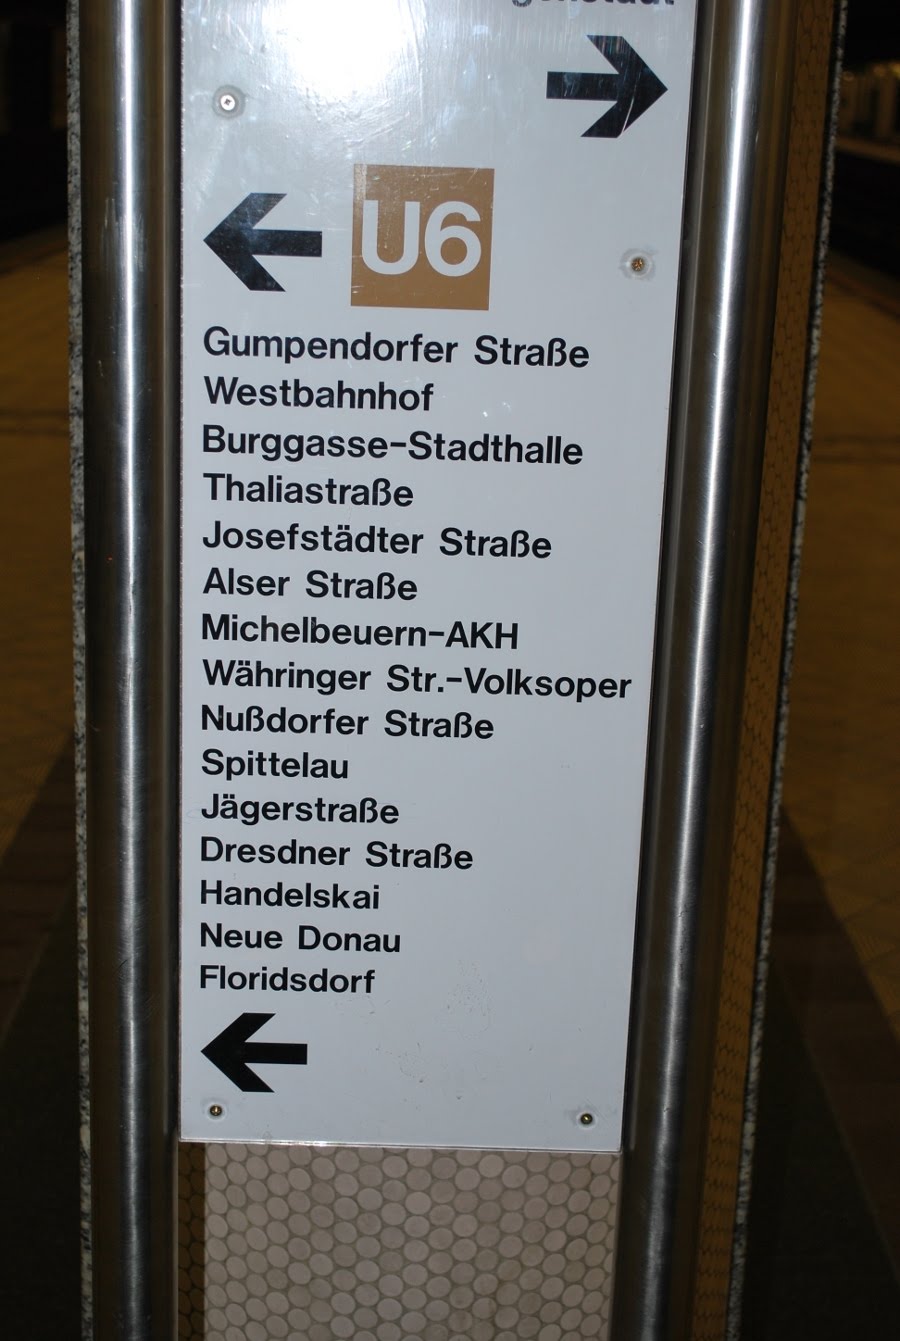 U6
Gumpendorfer Straße
Westbahnhof
Burggasse-Stadthalle
Thaliastraße
Josefstädter Straße
Alser Straße
Michelbeuern-AKH
Währinger Str.-Volksoper
Nußdorfer Straße
Spittelau
Jägerstraße
Dresdner Straße
Handelskai
Neue Donau
Floridsdorf